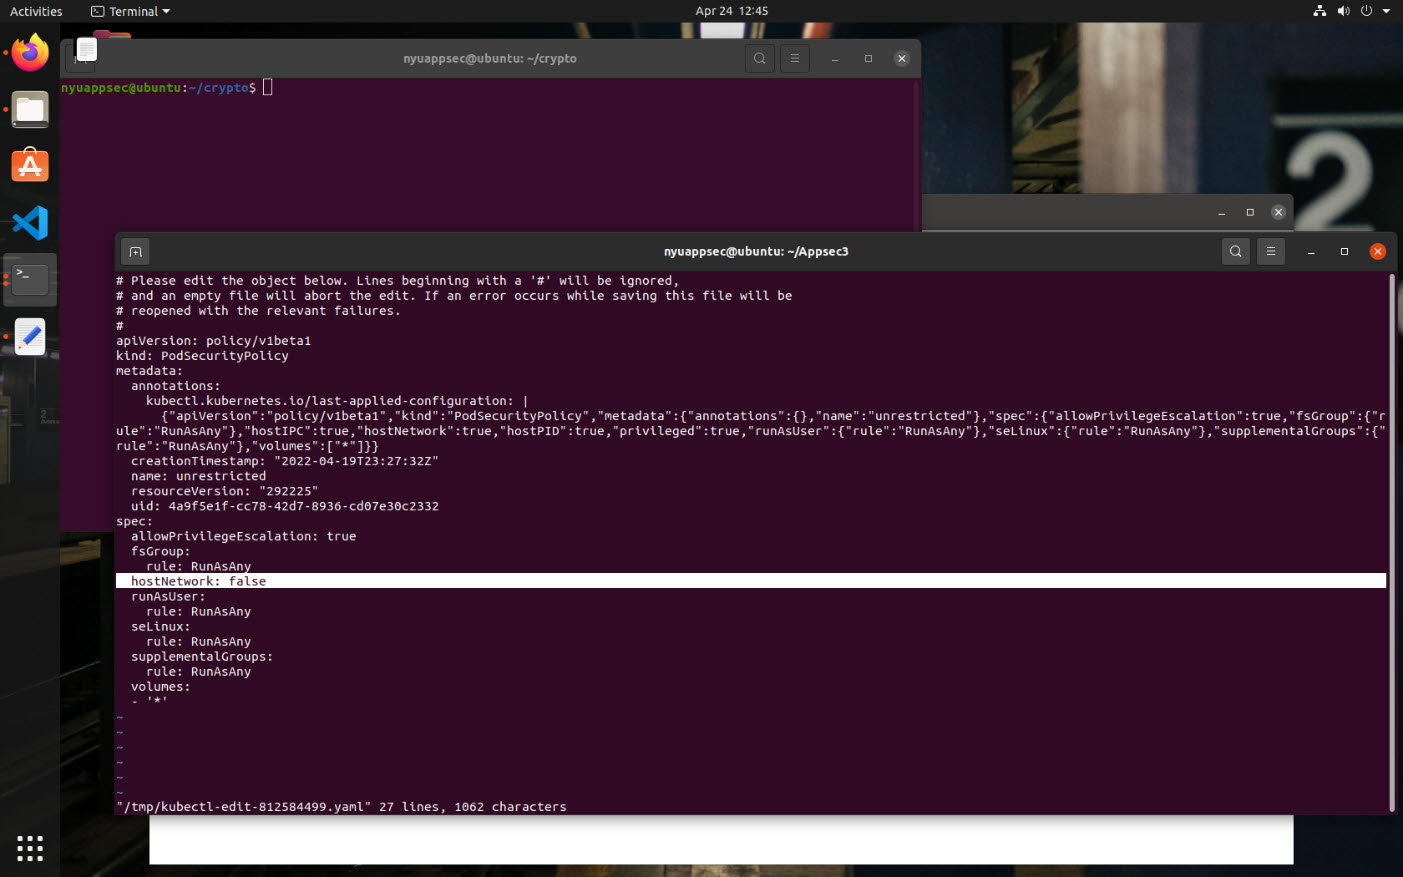 Activities
Terminal
Apr 24 12:45
nyuappsec@ubuntu: ~/crypto
nyuappsec@ubuntu:~/crypto$
2
nyuappsec@ubuntu: ~/Appsec3
# Please edit the object below. Lines beginning with a '#' will be ignored,
# and an empty file will abort the edit. If an error occurs while saving this file will be
# reopened with the relevant failures.
#
apiVersion: policy/v1beta1
kind: PodSecurityPolicy
metadata:
  annotations:
    kubectl.kubernetes.io/last-applied-configuration: |
      {"apiVersion":"policy/v1beta1","kind":"PodSecurityPolicy","metadata":{"annotations":{},"name":"unrestricted"},"spec":{"allowPrivilegeEscalation":true,"fsGroup":{"r
ule":"RunAsAny"},"hostIPC":true,"hostNetwork":true,"hostPID":true,"privileged":true,"runAsUser":{"rule":"RunAsAny"},"seLinux":{"rule":"RunAsAny"},"supplementalGroups":{"
rule":"RunAsAny"},"volumes":["*"]}}
  creationTimestamp: "2022-04-19T23:27:32Z"
  name: unrestricted
  resourceVersion: "292225"
  uid: 4a9f5e1f-cc78-42d7-8936-cd07e30c2332
spec:
  allowPrivilegeEscalation: true
  fsGroup:
    rule: RunAsAny
  hostNetwork: false
  runAsUser:
    rule: RunAsAny
  seLinux:
    rule: RunAsAny
  supplementalGroups:
    rule: RunAsAny
  volumes:
  - '*'
~
~
~
~
~
~
"/tmp/kubectl-edit-812584499.yaml" 27 lines, 1062 characters